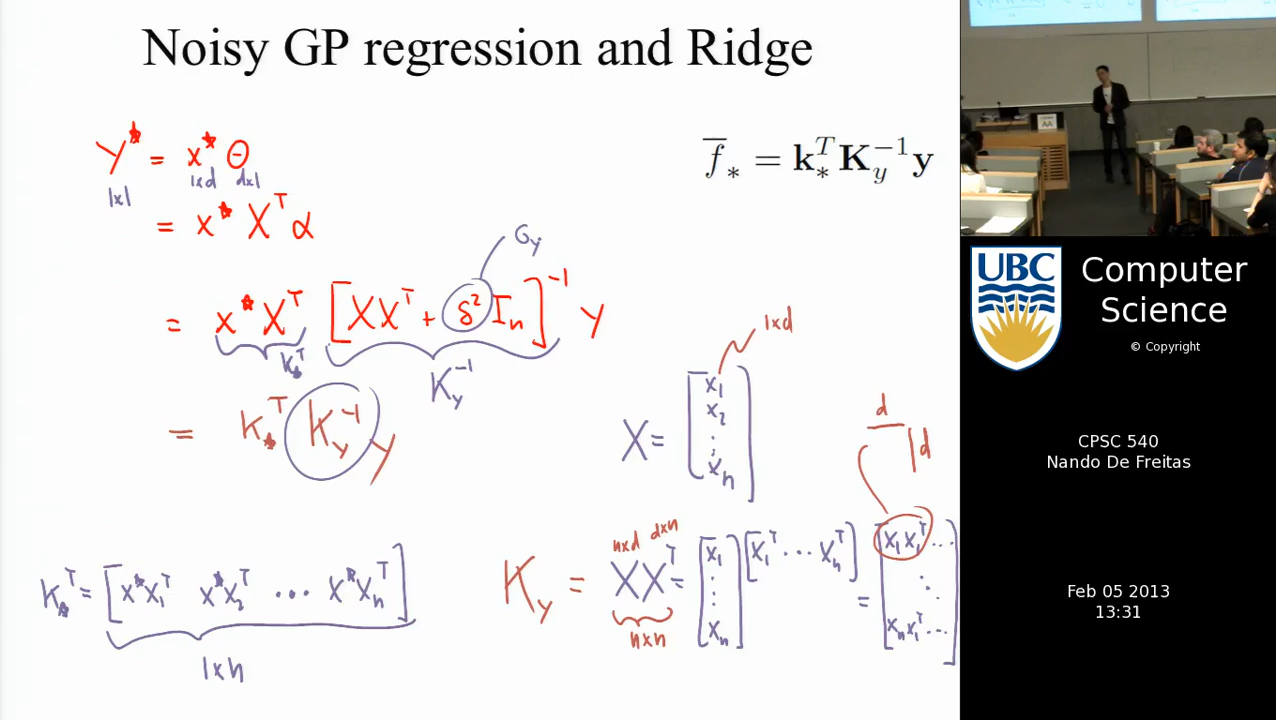 Noisy GP regression and Ridge
Y* = x* θ
1x1 1xd dx1
= x* Xᵀ α
σy
= x* Xᵀ [XXᵀ + δ² Iₙ]⁻¹ Y
K*ᵀ Ky⁻¹
= K*ᵀ Ky⁻¹ Y
f̄* = k*ᵀ Ky⁻¹ y
1xd
X = [x₁ x₂ ⋮ xₙ]
d
d
K*ᵀ = [x*x₁ᵀ x*x₂ᵀ ⋯ x*xₙᵀ]
1xn
nxd dxn
Ky = XXᵀ = [x₁ ⋮ xₙ] [x₁ᵀ ⋯ xₙᵀ] = [x₁x₁ᵀ ⋯ ⋱ xₙx₁ᵀ ⋯]
nxn
UBC
Computer
Science
© Copyright
CPSC 540
Nando De Freitas
Feb 05 2013
13:31